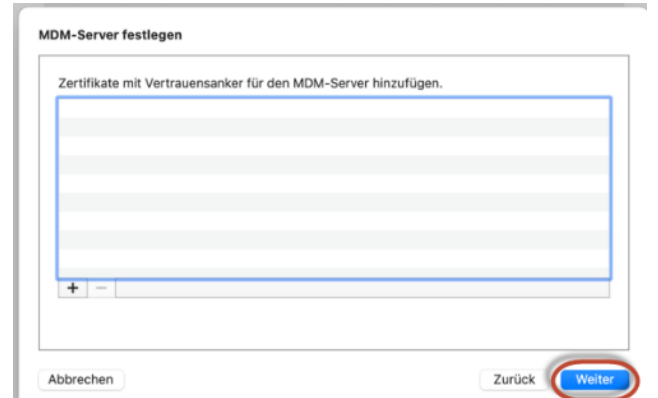 MDM-Server festlegen
Zertifikate mit Vertrauensanker für den MDM-Server hinzufügen.
+ −
Abbrechen Zurück Weiter